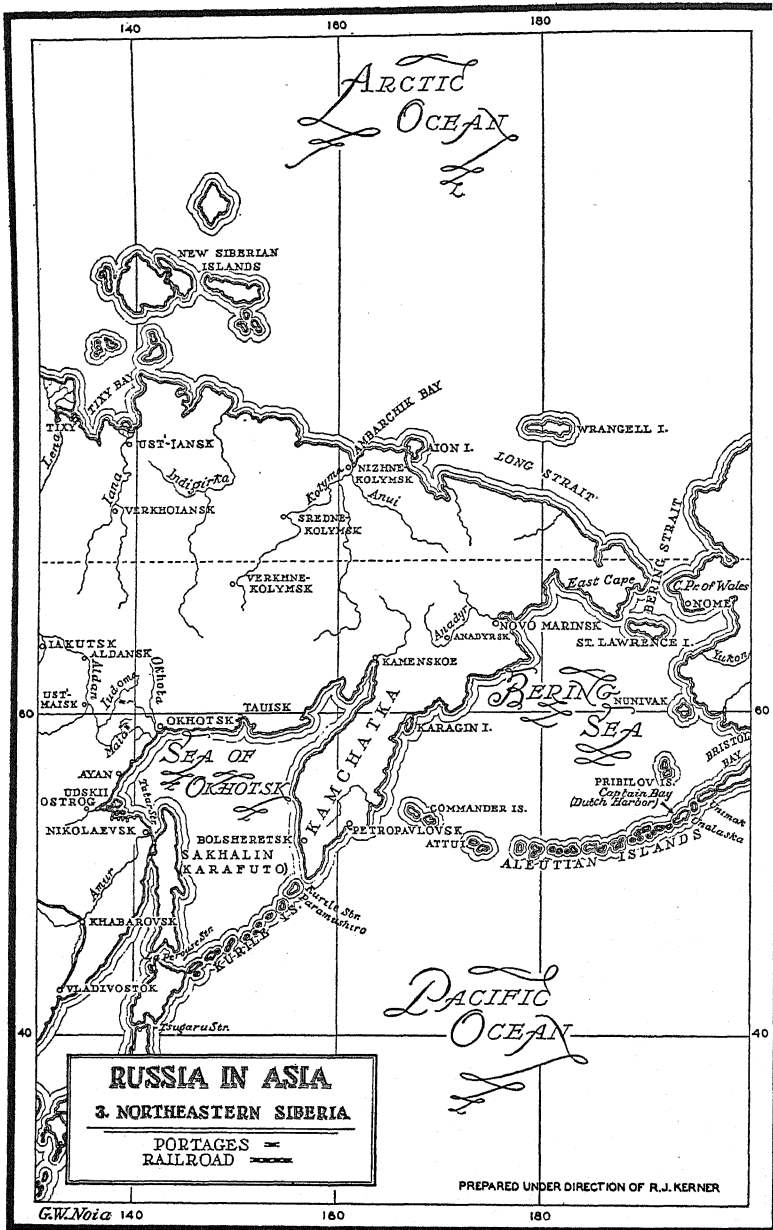 140 160 180
ARCTIC
OCEAN
NEW SIBERIAN
ISLANDS
TIXY BAY
TIXY
Lena
UST'-IANSK
Iana
Indigirka
VERKHOIANSK
AMBARCHIK BAY
AION I.
WRANGELL I.
NIZHNE-
KOLYMSK
Kolyma
Anui
LONG STRAIT
SREDNE-
KOLYMSK
VERKHNE-
KOLYMSK
BERING STRAIT
East Cape
C. Pr. of Wales
NOME
Anadyr
ANADYRSK
NOVO MARINSK
ST. LAWRENCE I.
Yukon
IAKUTSK
ALDANSK
Aldan
UST'-
MAISK
Iudoma
Okhota
KAMENSKOE
BERING
SEA
NUNIVAK
60
TAUISK
OKHOTSK
KARAGIN I.
60
SEA OF
OKHOTSK
KAMCHATKA
BRISTOL
BAY
AYAN
UDSKII
OSTROG
Tatar Str.
PRIBILOV IS.
Captain Bay
(Dutch Harbor)
COMMANDER IS.
Unimak
Unalaska
NIKOLAEVSK
PETROPAVLOVSK
BOLSHERETSK
ATTU
ALEUTIAN ISLANDS
SAKHALIN
(KARAFUTO)
Amur
Kurile Str.
Paramushiro
KHABAROVSK
KURILE IS.
Perouse Str.
VLADIVOSTOK
PACIFIC
OCEAN
40
Tsugaru Str.
40
RUSSIA IN ASIA
3. NORTHEASTERN SIBERIA
PORTAGES
RAILROAD
PREPARED UNDER DIRECTION OF R.J. KERNER
G.W. Noia 140 160 180